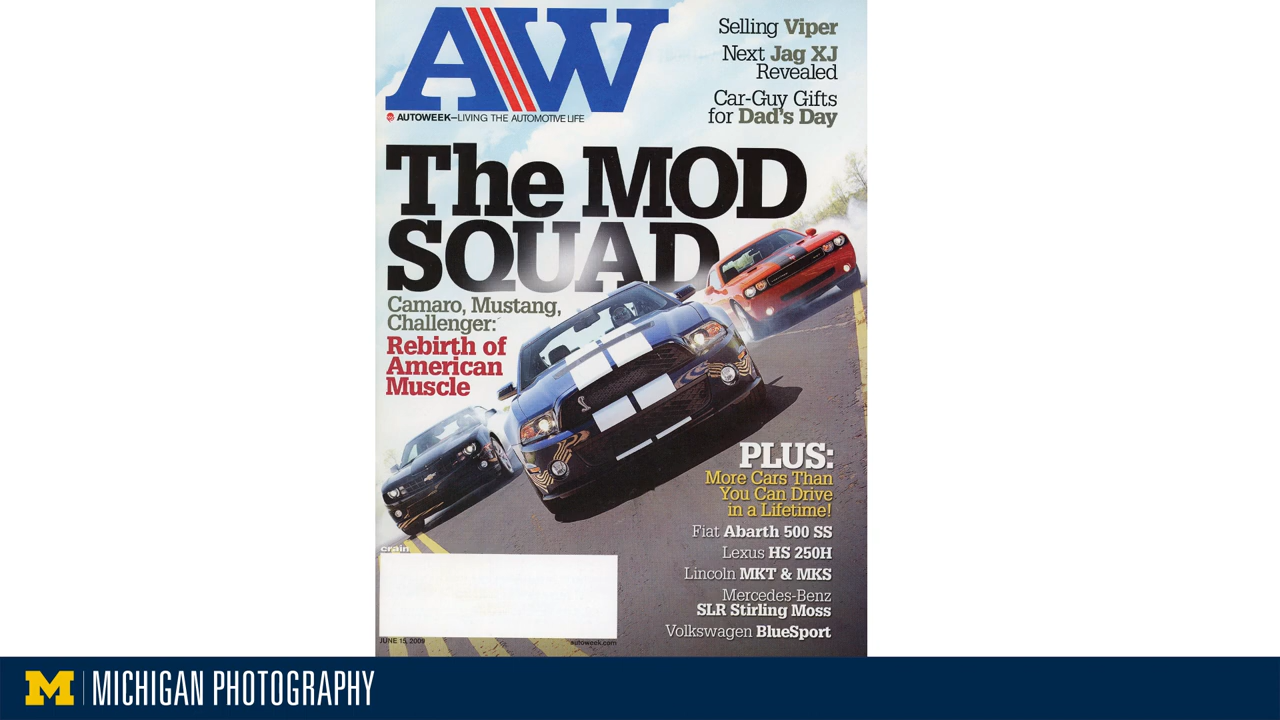 AW
AUTOWEEK—LIVING THE AUTOMOTIVE LIFE
Selling Viper
Next Jag XJ
Revealed
Car-Guy Gifts
for Dad's Day
The MOD
SQUAD
Camaro, Mustang,
Challenger:
Rebirth of
American
Muscle
PLUS:
More Cars Than
You Can Drive
in a Lifetime!
Fiat Abarth 500 SS
Lexus HS 250H
Lincoln MKT & MKS
Mercedes-Benz
SLR Stirling Moss
Volkswagen BlueSport
crain
JUNE 15, 2009
autoweek.com
M MICHIGAN PHOTOGRAPHY